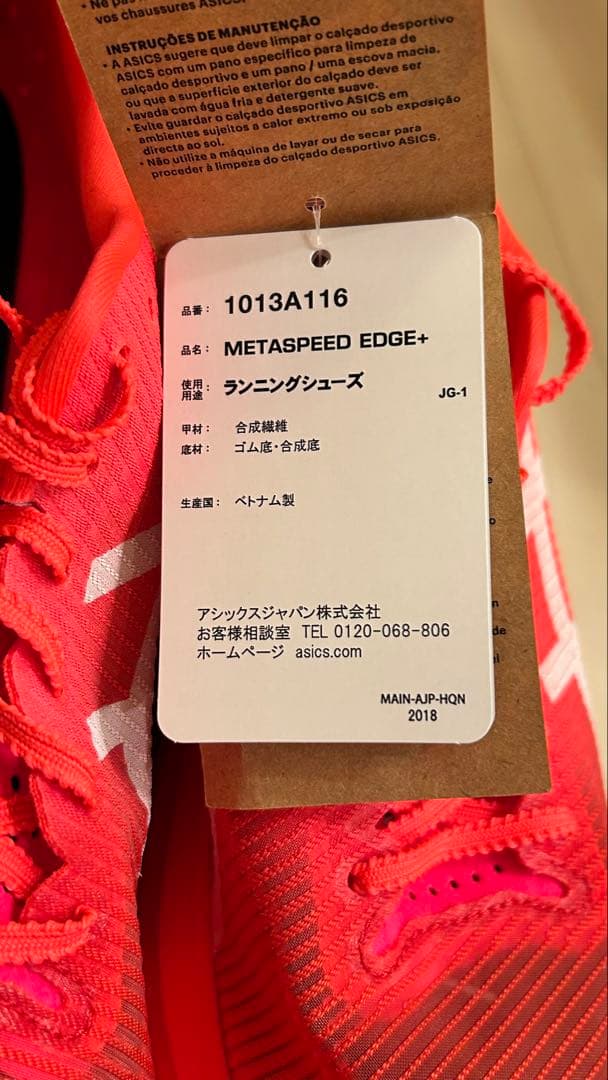 vos chaussures ASICS.
INSTRUÇÕES DE MANUTENÇÃO
• A ASICS sugere que deve limpar o calçado desportivo
ASICS com um pano específico para limpeza de
calçado desportivo e um pano / uma escova macia,
ou que a superfície exterior do calçado deve ser
lavada com água fria e detergente suave.
• Evite guardar o calçado desportivo ASICS em
ambientes sujeitos a calor extremo ou sob exposição
directa ao sol.
• Não utilize a máquina de lavar ou de secar para
proceder à limpeza do calçado desportivo ASICS.
品番： 1013A116
品名： METASPEED EDGE+
使用用途： ランニングシューズ
JG-1
甲材： 合成繊維
底材： ゴム底・合成底
生産国： ベトナム製
アシックスジャパン株式会社
お客様相談室 TEL 0120-068-806
ホームページ asics.com
MAIN-AJP-HQN
2018